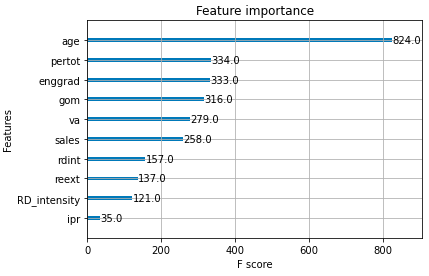 Feature importance
age 824.0
pertot 334.0
enggrad 333.0
gom 316.0
va 279.0
sales 258.0
rdint 157.0
reext 137.0
RD_intensity 121.0
ipr 35.0
Features
0 200 400 600 800
F score